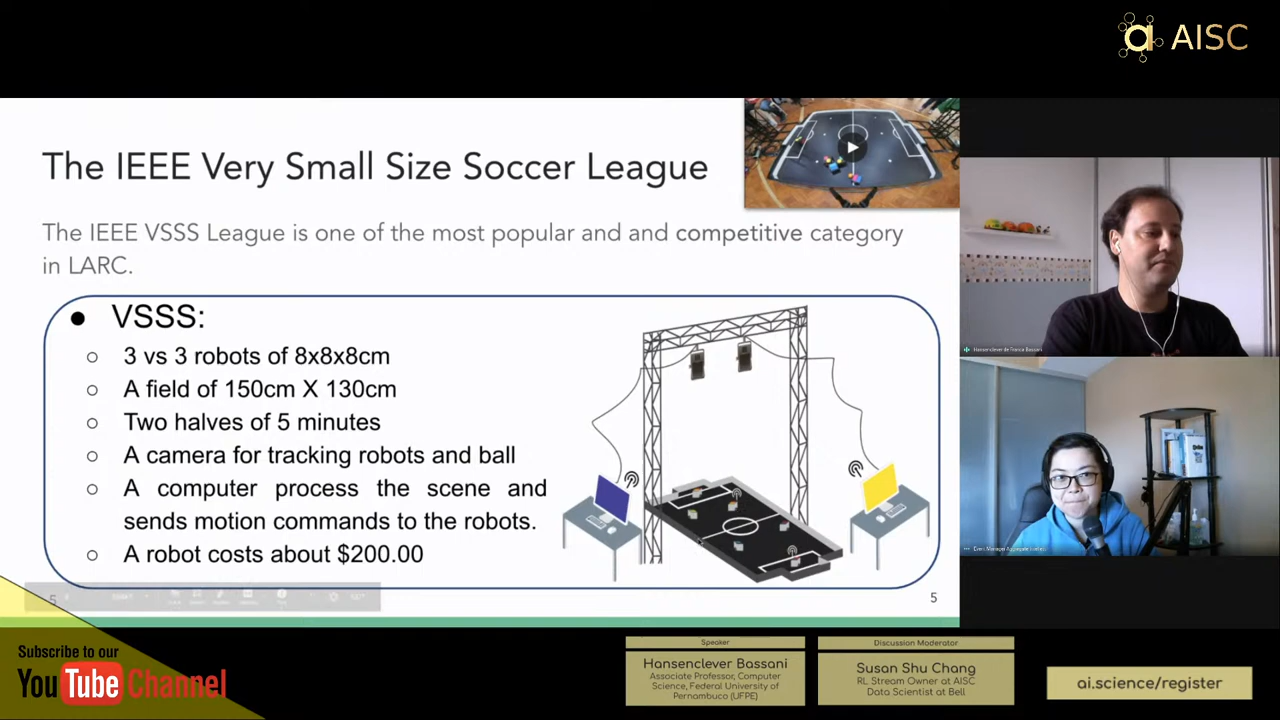 AISC
The IEEE Very Small Size Soccer League
The IEEE VSSS League is one of the most popular and and competitive category
in LARC.
● VSSS:
○ 3 vs 3 robots of 8x8x8cm
○ A field of 150cm X 130cm
○ Two halves of 5 minutes
○ A camera for tracking robots and ball
○ A computer process the scene and
sends motion commands to the robots.
○ A robot costs about $200.00
5
5
Hansenclever de Franca Bassani
Subscribe to our
YouTube Channel
Speaker
Hansenclever Bassani
Associate Professor, Computer
Science, Federal University of
Pernambuco (UFPE)
Discussion Moderator
Susan Shu Chang
RL Stream Owner at AISC
Data Scientist at Bell
ai.science/register